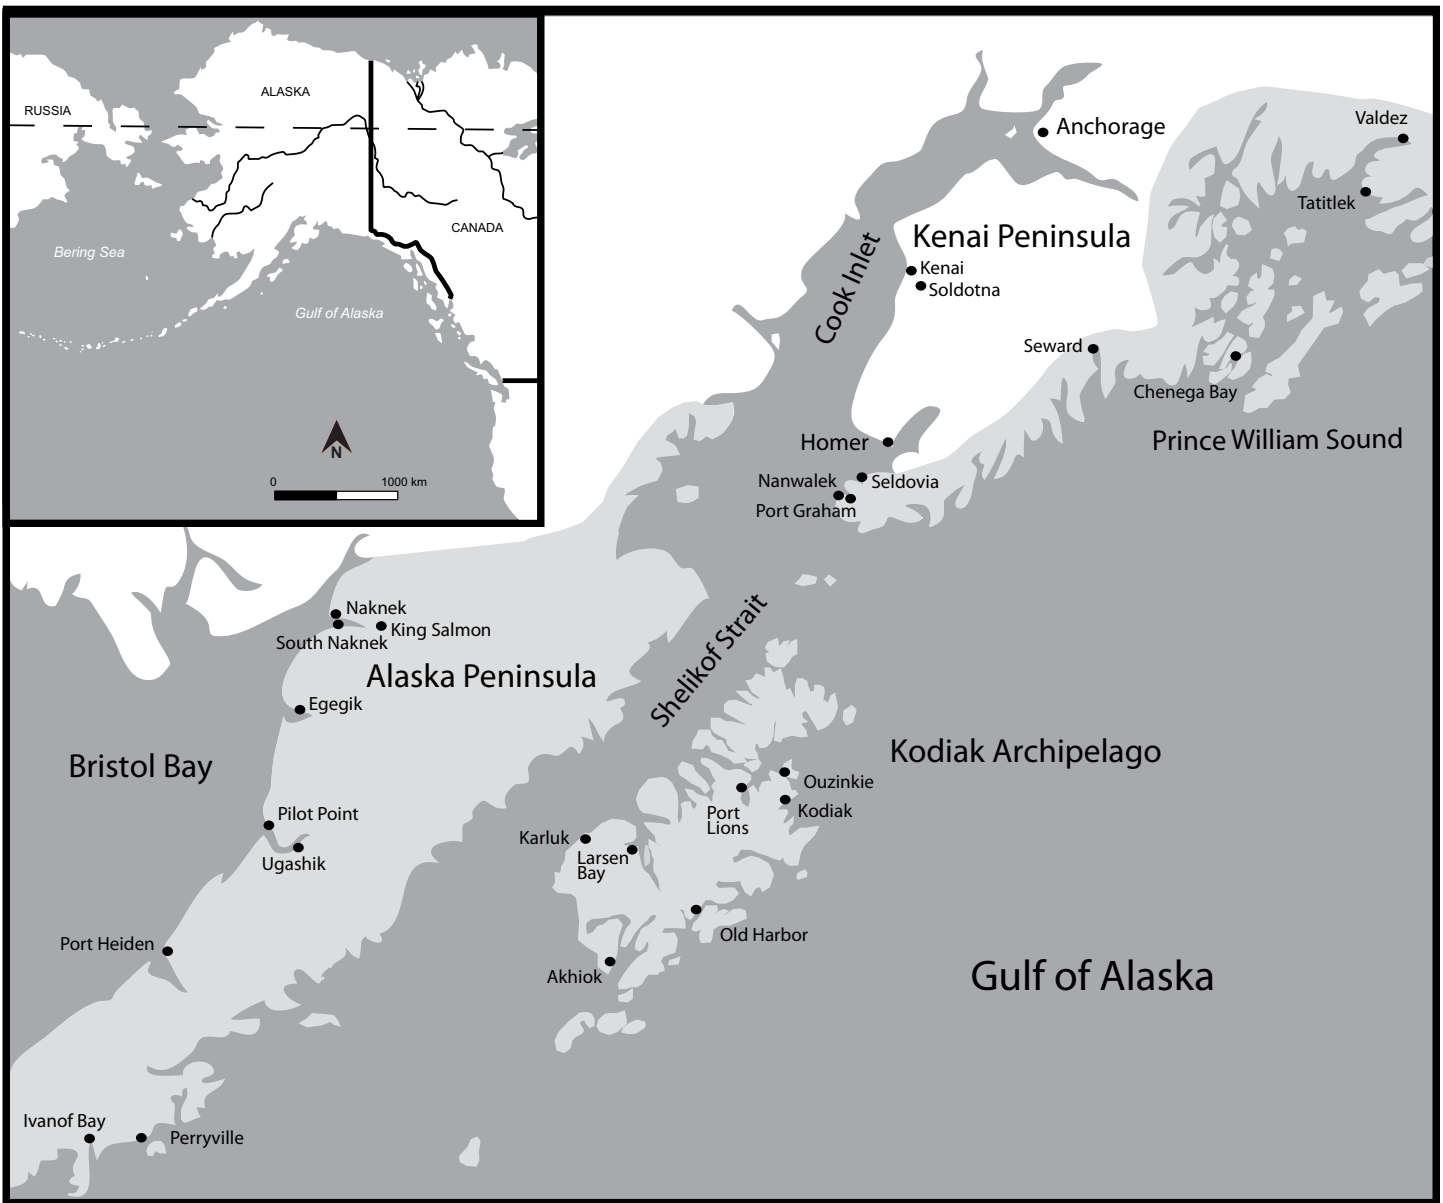 ALASKA
RUSSIA
CANADA
Bering Sea
Gulf of Alaska
N
0
1000 km
Anchorage
Valdez
Tatitlek
Kenai Peninsula
Cook Inlet
Kenai
Soldotna
Seward
Chenega Bay
Prince William Sound
Homer
Nanwalek
Seldovia
Port Graham
Naknek
South Naknek
King Salmon
Alaska Peninsula
Shelikof Strait
Egegik
Bristol Bay
Kodiak Archipelago
Ouzinkie
Kodiak
Port
Lions
Pilot Point
Ugashik
Karluk
Larsen
Bay
Old Harbor
Port Heiden
Akhiok
Gulf of Alaska
Ivanof Bay
Perryville